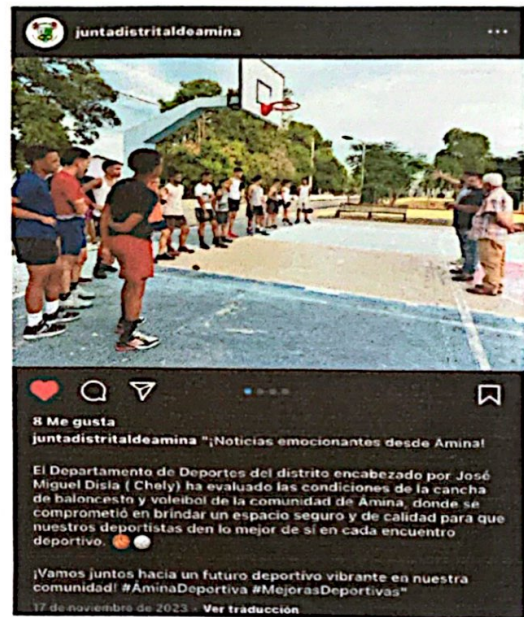 juntadistritaldeamina
8 Me gusta
juntadistritaldeamina "¡Noticias emocionantes desde Ámina!
El Departamento de Deportes del distrito encabezado por José
Miguel Disla ( Chely) ha evaluado las condiciones de la cancha
de baloncesto y voleibol de la comunidad de Ámina, donde se
comprometió en brindar un espacio seguro y de calidad para que
nuestros deportistas den lo mejor de sí en cada encuentro
deportivo. 🏀🏐
¡Vamos juntos hacia un futuro deportivo vibrante en nuestra
comunidad! #ÁminaDeportiva #MejorasDeportivas"
17 de noviembre de 2023 - Ver traducción